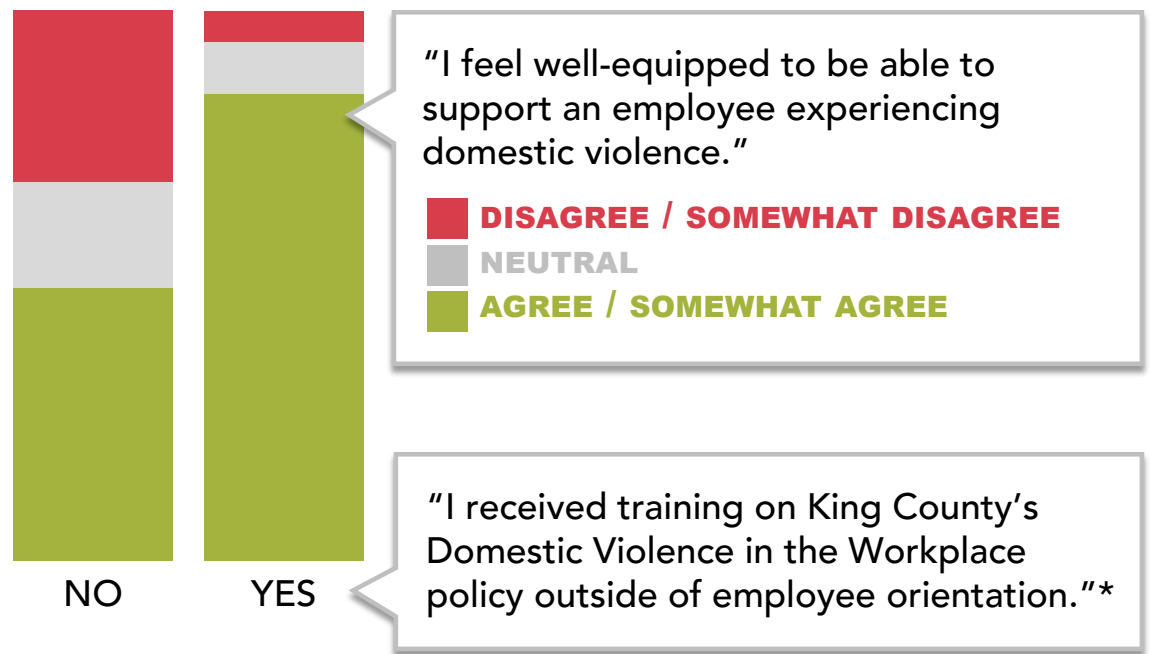 “I feel well-equipped to be able to
support an employee experiencing
domestic violence.”
DISAGREE / SOMEWHAT DISAGREE
NEUTRAL
AGREE / SOMEWHAT AGREE
“I received training on King County’s
Domestic Violence in the Workplace
policy outside of employee orientation.”*
NO
YES